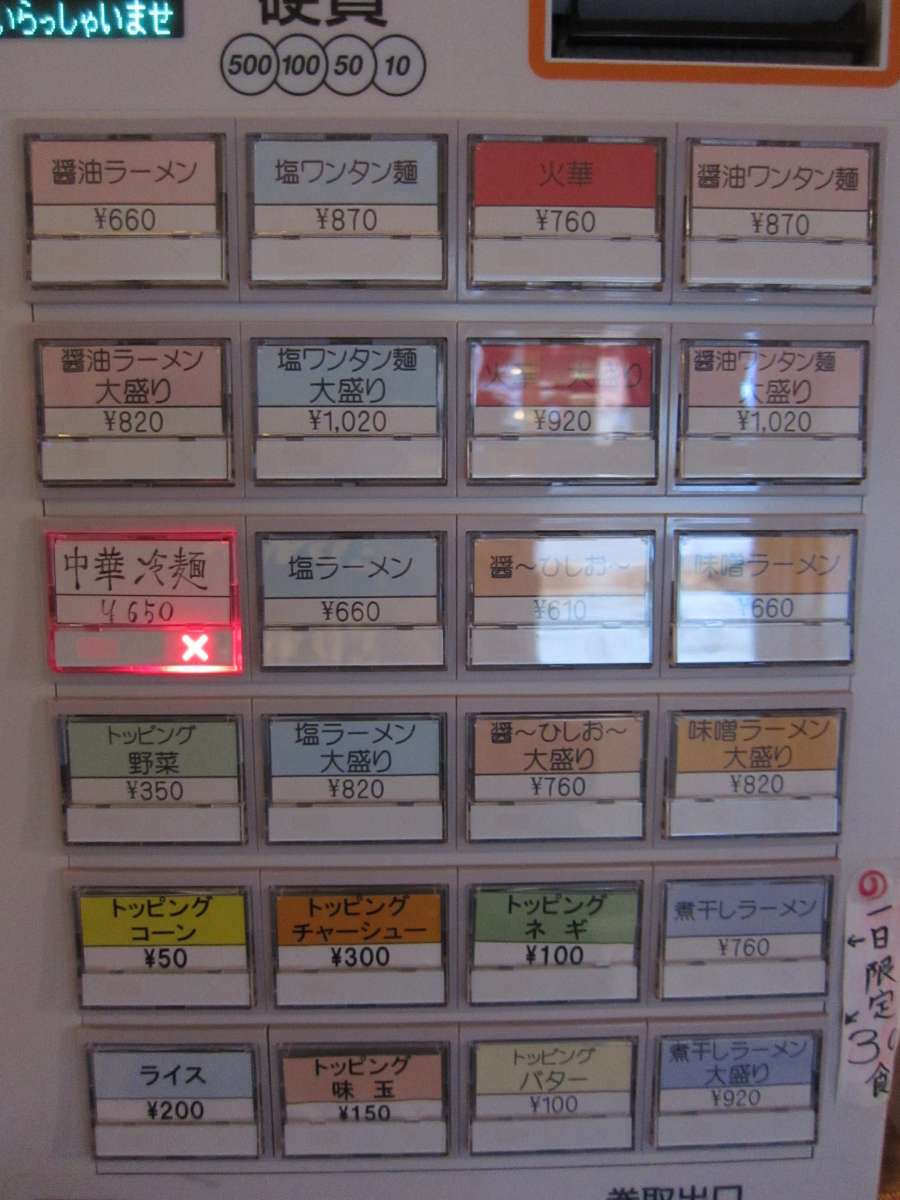 いらっしゃいませ
硬貨
500 100 50 10
醤油ラーメン
¥660
塩ワンタン麺
¥870
火華
¥760
醤油ワンタン麺
¥870
醤油ラーメン
大盛り
¥820
塩ワンタン麺
大盛り
¥1,020
火華 大盛り
¥920
醤油ワンタン麺
大盛り
¥1,020
中華冷麺
¥650
×
塩ラーメン
¥660
醤~ひしお~
¥610
味噌ラーメン
¥660
トッピング
野菜
¥350
塩ラーメン
大盛り
¥820
醤~ひしお~
大盛り
¥760
味噌ラーメン
大盛り
¥820
トッピング
コーン
¥50
トッピング
チャーシュー
¥300
トッピング
ネギ
¥100
煮干しラーメン
¥760
ライス
¥200
トッピング
味玉
¥150
トッピング
バター
¥100
煮干しラーメン
大盛り
¥920
一日限定
食
券取出口